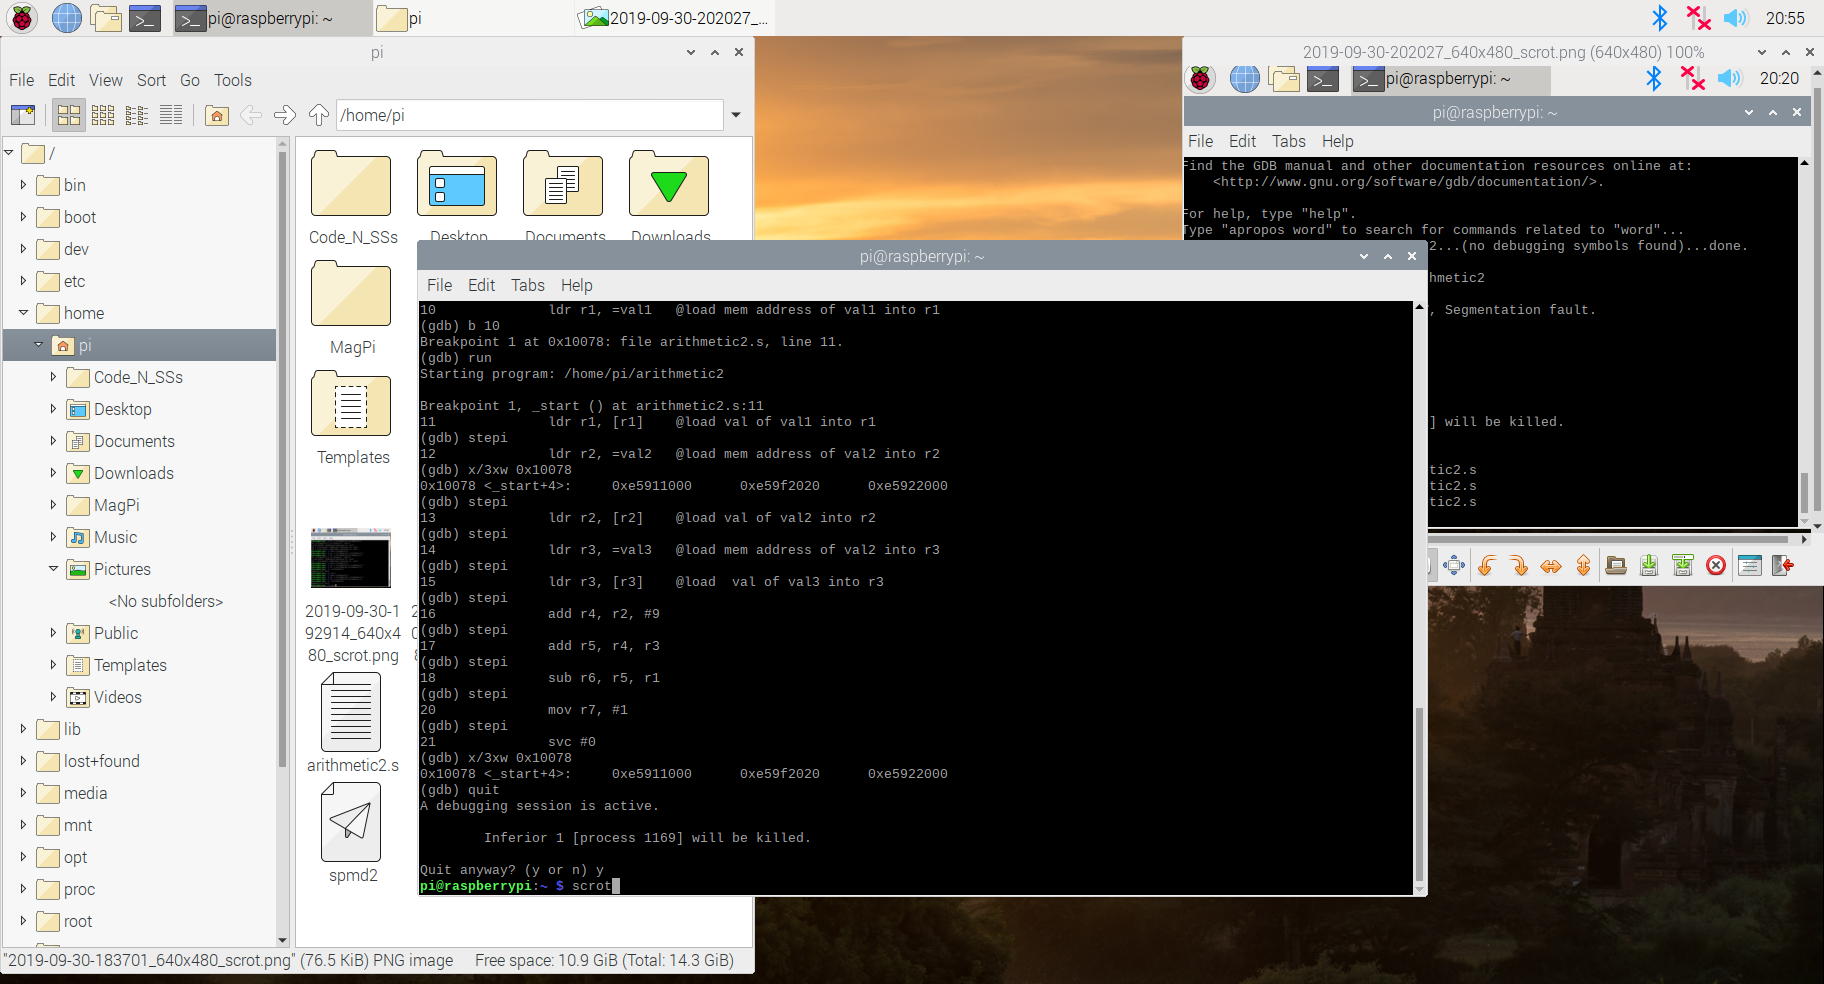 pi@raspberrypi: ~
pi
2019-09-30-202027_...
20:55
pi
File Edit View Sort Go Tools
/home/pi
/
bin
boot
dev
etc
home
pi
Code_N_SSs
Desktop
Documents
Downloads
MagPi
Music
Pictures
<No subfolders>
Public
Templates
Videos
lib
lost+found
media
mnt
opt
proc
root
Code_N_SSs
Desktop
Documents
Downloads
MagPi
Templates
2019-09-30-1
92914_640x4
80_scrot.png
arithmetic2.s
spmd2
"2019-09-30-183701_640x480_scrot.png" (76.5 KiB) PNG image Free space: 10.9 GiB (Total: 14.3 GiB)
2019-09-30-202027_640x480_scrot.png (640x480) 100%
pi@raspberrypi: ~
20:20
pi@raspberrypi: ~
File Edit Tabs Help
Find the GDB manual and other documentation resources online at:
<http://www.gnu.org/software/gdb/documentation/>.
For help, type "help".
Type "apropos word" to search for commands related to "word"...
2...(no debugging symbols found)...done.
hmetic2
, Segmentation fault.
] will be killed.
tic2.s
tic2.s
tic2.s
pi@raspberrypi: ~
File Edit Tabs Help
10 ldr r1, =val1 @load mem address of val1 into r1
(gdb) b 10
Breakpoint 1 at 0x10078: file arithmetic2.s, line 11.
(gdb) run
Starting program: /home/pi/arithmetic2
Breakpoint 1, _start () at arithmetic2.s:11
11 ldr r1, [r1] @load val of val1 into r1
(gdb) stepi
12 ldr r2, =val2 @load mem address of val2 into r2
(gdb) x/3xw 0x10078
0x10078 <_start+4>: 0xe5911000 0xe59f2020 0xe5922000
(gdb) stepi
13 ldr r2, [r2] @load val of val2 into r2
(gdb) stepi
14 ldr r3, =val3 @load mem address of val2 into r3
(gdb) stepi
15 ldr r3, [r3] @load  val of val3 into r3
(gdb) stepi
16 add r4, r2, #9
(gdb) stepi
17 add r5, r4, r3
(gdb) stepi
18 sub r6, r5, r1
(gdb) stepi
20 mov r7, #1
(gdb) stepi
21 svc #0
(gdb) x/3xw 0x10078
0x10078 <_start+4>: 0xe5911000 0xe59f2020 0xe5922000
(gdb) quit
A debugging session is active.
Inferior 1 [process 1169] will be killed.
Quit anyway? (y or n) y
pi@raspberrypi:~ $ scrot